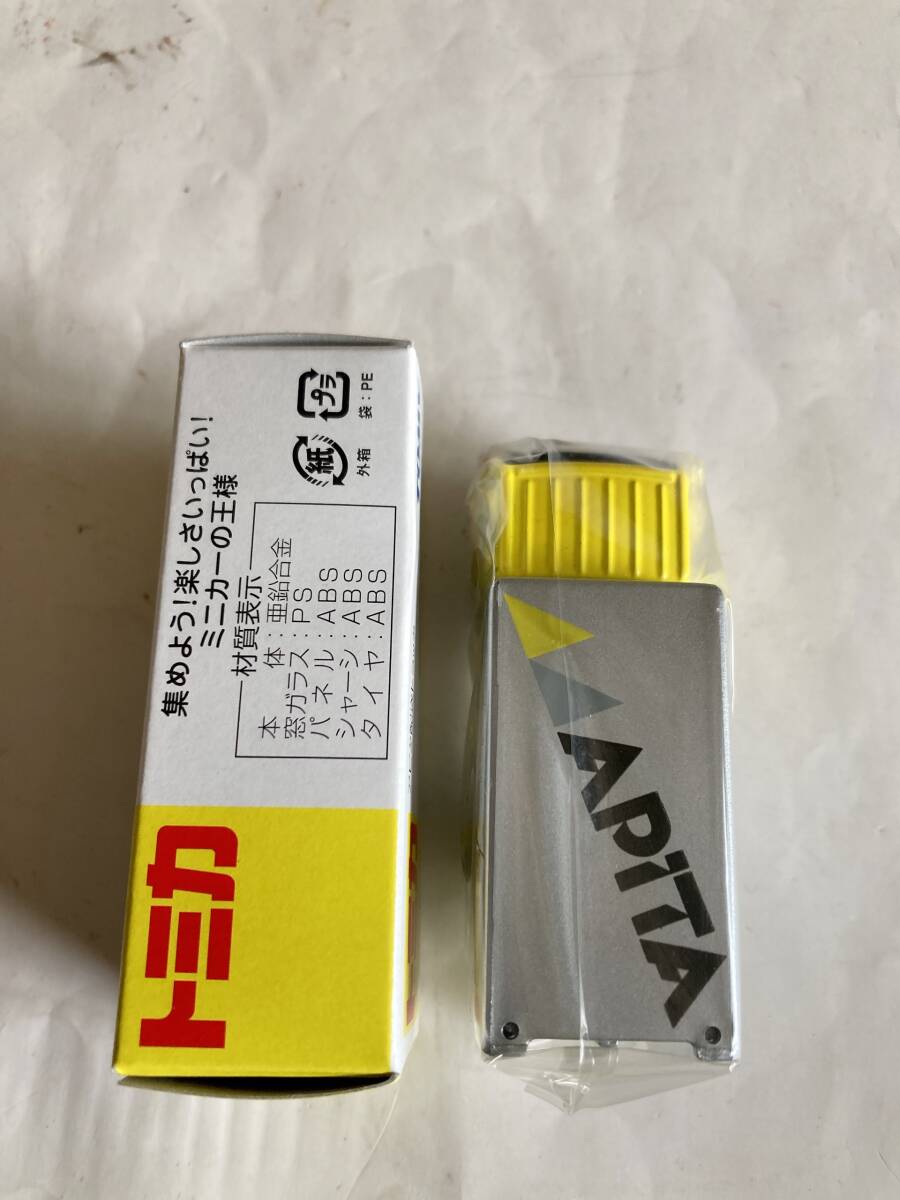 集めよう！楽しさいっぱい！
ミニカーの王様
材質表示
本体：亜鉛合金
窓ガラス：PS
パネル：ABS
シャーシ：ABS
タイヤ：ABS
プラ
袋：PE
紙
外箱
トミカ
APiTA